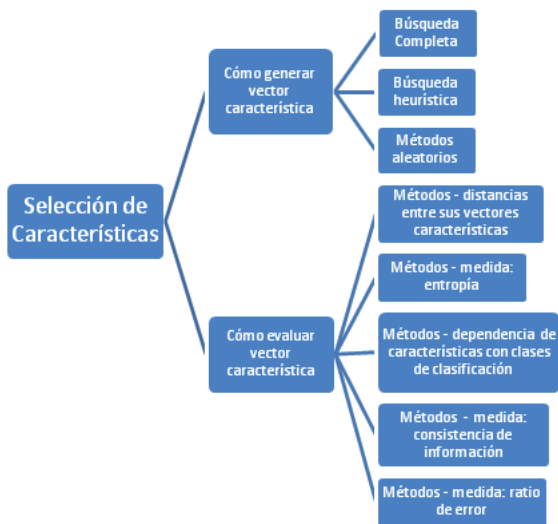 Búsqueda
Completa
Cómo generar
vector
característica
Búsqueda
heurística
Métodos
aleatorios
Selección de
Características
Métodos - distancias
entre sus vectores
características
Métodos - medida:
entropía
Cómo evaluar
vector
característica
Métodos - dependencia de
características con clases
de clasificación
Métodos - medida:
consistencia de
información
Métodos - medida: ratio
de error